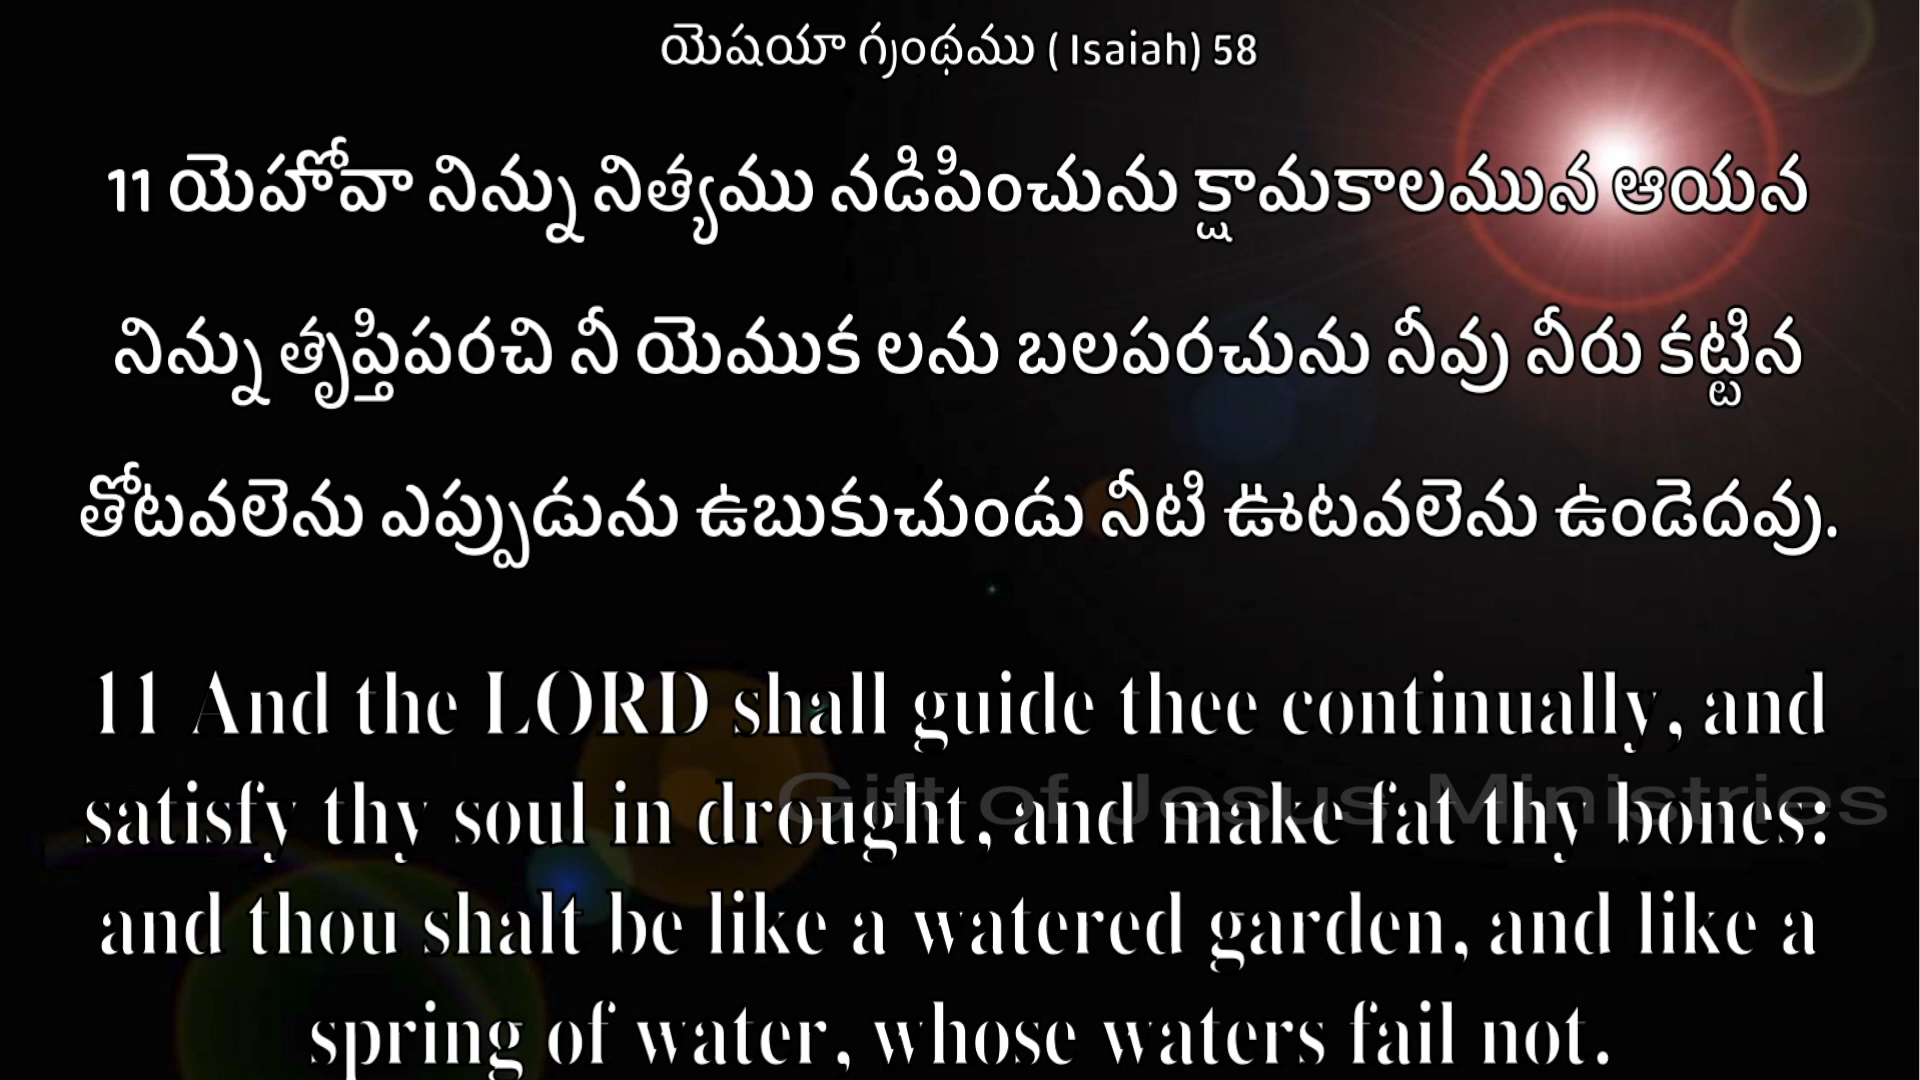 యెషయా గ్రంథము ( Isaiah) 58
11 యెహోవా నిన్ను నిత్యము నడిపించును క్షామకాలమున ఆయన
నిన్ను తృప్తిపరచి నీ యెముక లను బలపరచును నీవు నీరు కట్టిన
తోటవలెను ఎప్పుడును ఉబుకుచుండు నీటి ఊటవలెను ఉండెదవు.
11 And the LORD shall guide thee continually, and
satisfy thy soul in drought, and make fat thy bones:
and thou shalt be like a watered garden, and like a
spring of water, whose waters fail not.
Gift of Jesus Ministries